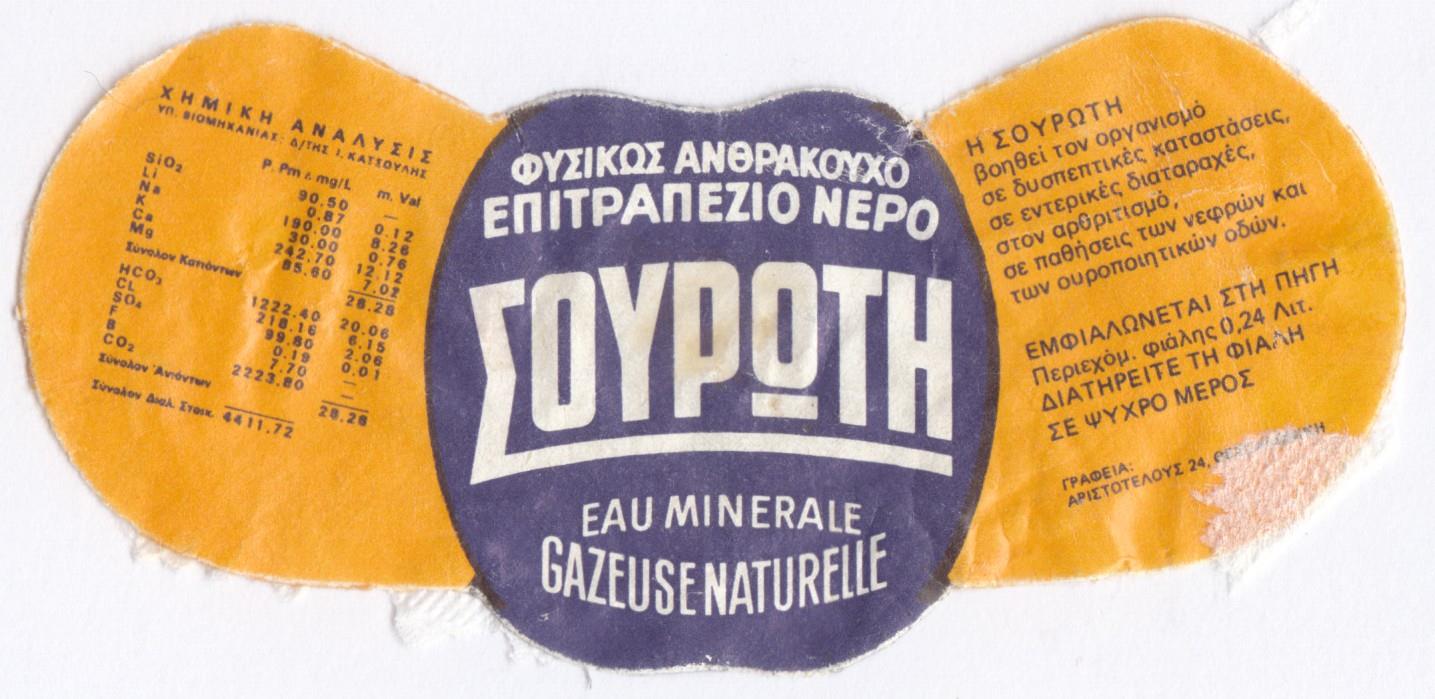 ΧΗΜΙΚΗ ΑΝΑΛΥΣΙΣ
ΥΠ. ΒΙΟΜΗΧΑΝΙΑΣ: Δ/ΤΗΣ Ι. ΚΑΤΣΟΥΛΗΣ
P. Pm ή mg/L m. Val
SiO₂ 90.50 —
Li 0.87 0.12
Na 190.00 8.26
K 30.00 0.76
Ca 242.70 12.12
Mg 85.60 7.02
Σύνολον Κατιόντων 28.28
HCO₃ 1222.40 20.06
CL 218.16 6.15
SO₄ 99.80 2.06
F 0.19 0.01
B 7.70 —
CO₂ 2223.80 —
Σύνολον Ἀνιόντων 28.28
Σύνολον Διαλ. Στοιχ. 4411.72
ΦΥΣΙΚΩΣ ΑΝΘΡΑΚΟΥΧΟ
ΕΠΙΤΡΑΠΕΖΙΟ ΝΕΡΟ
ΣΟΥΡΩΤΗ
EAU MINERALE
GAZEUSE NATURELLE
Η ΣΟΥΡΩΤΗ
βοηθεί τον οργανισμό
σε δυσπεπτικές καταστάσεις,
σε εντερικές διαταραχές,
στον αρθριτισμό,
σε παθήσεις των νεφρών και
των ουροποιητικών οδών.
ΕΜΦΙΑΛΩΝΕΤΑΙ ΣΤΗ ΠΗΓΗ
Περιεχόμ. φιάλης 0,24 Λιτ.
ΔΙΑΤΗΡΕΙΤΕ ΤΗ ΦΙΑΛΗ
ΣΕ ΨΥΧΡΟ ΜΕΡΟΣ
ΓΡΑΦΕΙΑ:
ΑΡΙΣΤΟΤΕΛΟΥΣ 24,